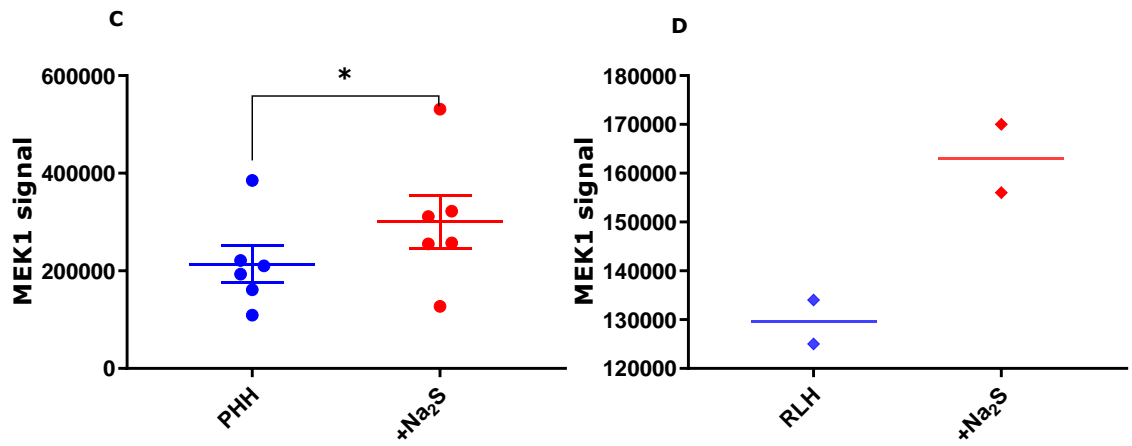 C
*
MEK1 signal
600000
400000
200000
0
PHH
+Na₂S
D
MEK1 signal
180000
170000
160000
150000
140000
130000
120000
RLH
+Na₂S